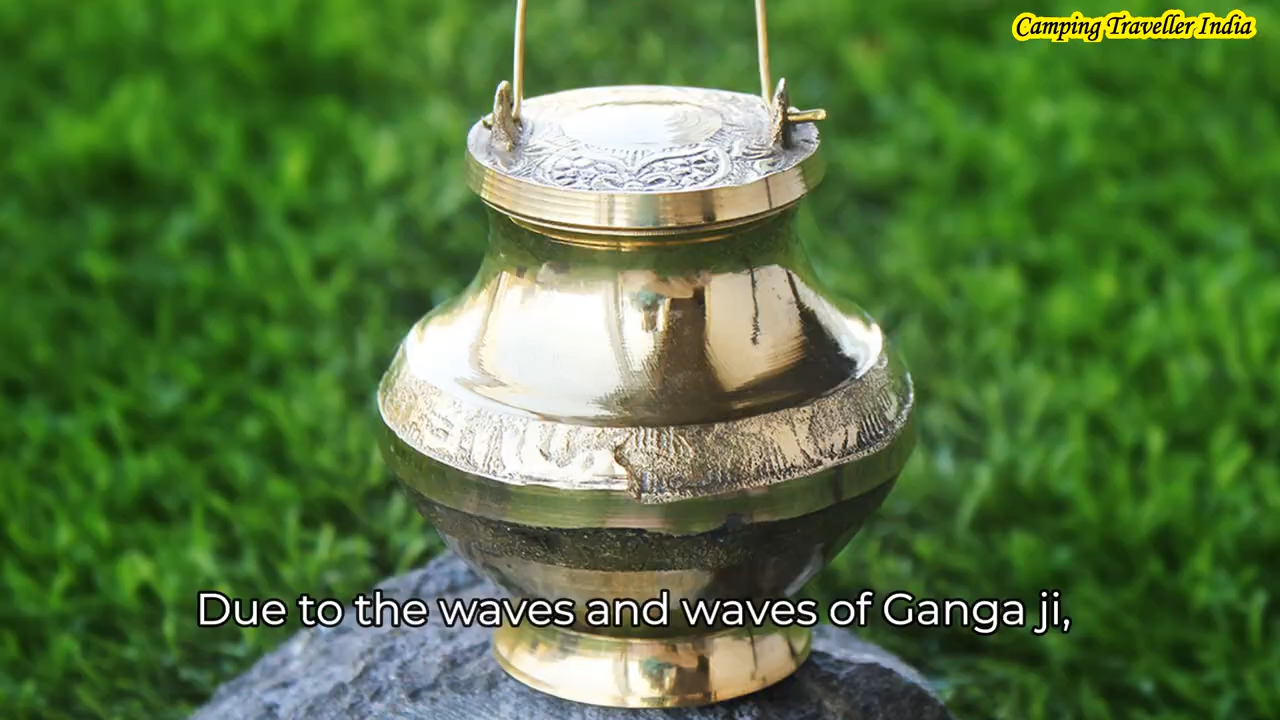 Camping Traveller India
Due to the waves and waves of Ganga ji,